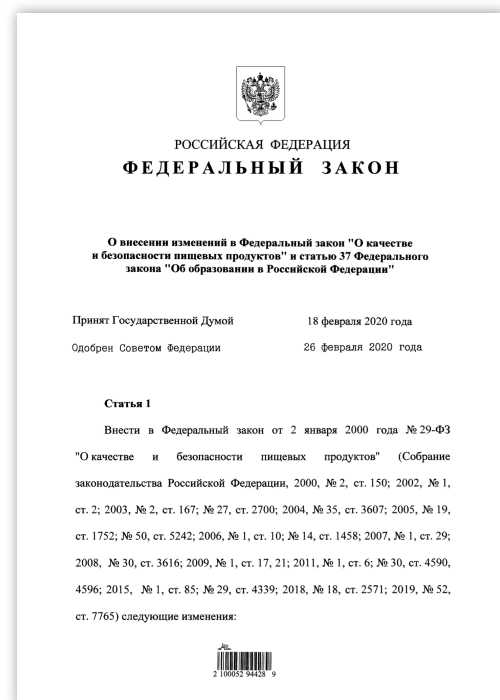 РОССИЙСКАЯ ФЕДЕРАЦИЯ
ФЕДЕРАЛЬНЫЙ ЗАКОН
О внесении изменений в Федеральный закон "О качестве
и безопасности пищевых продуктов" и статью 37 Федерального
закона "Об образовании в Российской Федерации"
Принят Государственной Думой 18 февраля 2020 года
Одобрен Советом Федерации 26 февраля 2020 года
Статья 1
Внести в Федеральный закон от 2 января 2000 года № 29-ФЗ
"О качестве и безопасности пищевых продуктов" (Собрание
законодательства Российской Федерации, 2000, № 2, ст. 150; 2002, № 1,
ст. 2; 2003, № 2, ст. 167; № 27, ст. 2700; 2004, № 35, ст. 3607; 2005, № 19,
ст. 1752; № 50, ст. 5242; 2006, № 1, ст. 10; № 14, ст. 1458; 2007, № 1, ст. 29;
2008, № 30, ст. 3616; 2009, № 1, ст. 17, 21; 2011, № 1, ст. 6; № 30, ст. 4590,
4596; 2015, № 1, ст. 85; № 29, ст. 4339; 2018, № 18, ст. 2571; 2019, № 52,
ст. 7765) следующие изменения:
2 100052 94428 9